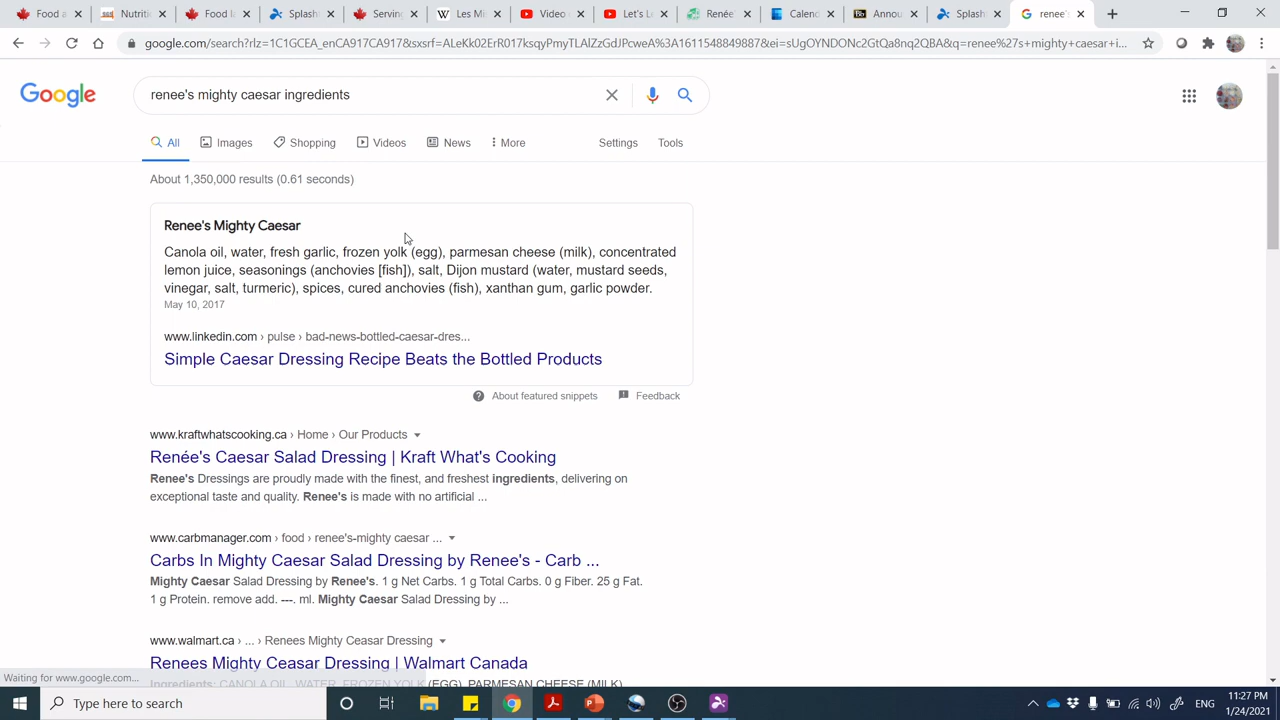 Food a
Nutriti
Food l
Splash
Serving
Les Mi
Video
Let's L
Renée'
Calend
Annou
Splash
renee's
google.com/search?rlz=1C1GCEA_enCA917CA917&sxsrf=ALeKk02ErR017ksqyPmyTLAlZzGdJPcweA%3A1611548849887&ei=sUgOYNDONc2GtQa8nq2QBA&q=renee%27s+mighty+caesar+i...
Google
renee's mighty caesar ingredients
All
Images
Shopping
Videos
News
More
Settings
Tools
About 1,350,000 results (0.61 seconds)
Renee's Mighty Caesar
Canola oil, water, fresh garlic, frozen yolk (egg), parmesan cheese (milk), concentrated
lemon juice, seasonings (anchovies [fish]), salt, Dijon mustard (water, mustard seeds,
vinegar, salt, turmeric), spices, cured anchovies (fish), xanthan gum, garlic powder.
May 10, 2017
www.linkedin.com › pulse › bad-news-bottled-caesar-dres...
Simple Caesar Dressing Recipe Beats the Bottled Products
About featured snippets
Feedback
www.kraftwhatscooking.ca › Home › Our Products
Renée's Caesar Salad Dressing | Kraft What's Cooking
Renee's Dressings are proudly made with the finest, and freshest ingredients, delivering on
exceptional taste and quality. Renee's is made with no artificial ...
www.carbmanager.com › food › renee's-mighty caesar ...
Carbs In Mighty Caesar Salad Dressing by Renee's - Carb ...
Mighty Caesar Salad Dressing by Renee's. 1 g Net Carbs. 1 g Total Carbs. 0 g Fiber. 25 g Fat.
1 g Protein. remove add. ---. ml. Mighty Caesar Salad Dressing by ...
www.walmart.ca › ... › Renees Mighty Ceasar Dressing
Renees Mighty Ceasar Dressing | Walmart Canada
Ingredients: CANOLA OIL, WATER, FROZEN YOLK (EGG), PARMESAN CHEESE (MILK),
Waiting for www.google.com...
Type here to search
ENG
11:27 PM
1/24/2021